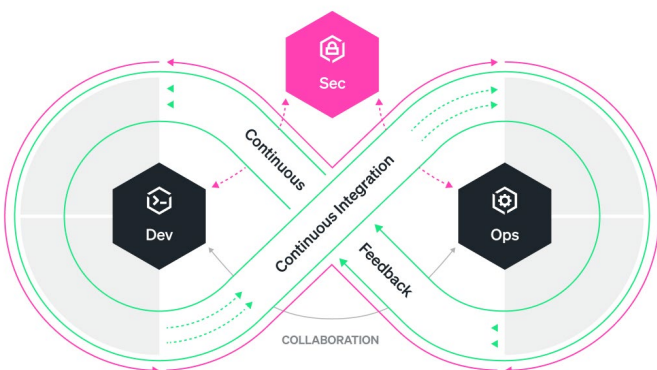 Sec
Continuous
Continuous Integration
Dev
Ops
Feedback
COLLABORATION